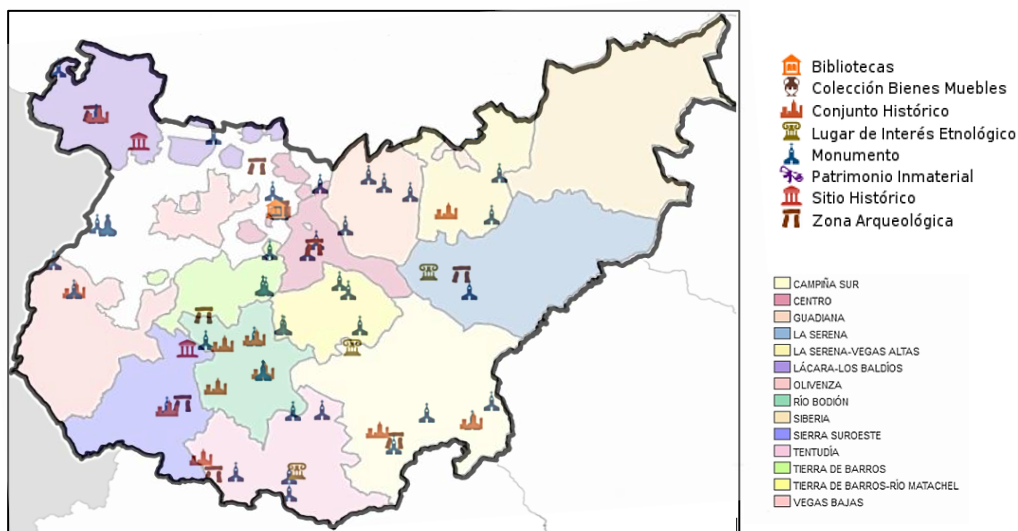 Bibliotecas
Colección Bienes Muebles
Conjunto Histórico
Lugar de Interés Etnológico
Monumento
Patrimonio Inmaterial
Sitio Histórico
Zona Arqueológica
CAMPIÑA SUR
CENTRO
GUADIANA
LA SERENA
LA SERENA-VEGAS ALTAS
LÁCARA-LOS BALDÍOS
OLIVENZA
RÍO BODIÓN
SIBERIA
SIERRA SUROESTE
TENTUDÍA
TIERRA DE BARROS
TIERRA DE BARROS-RÍO MATACHEL
VEGAS BAJAS